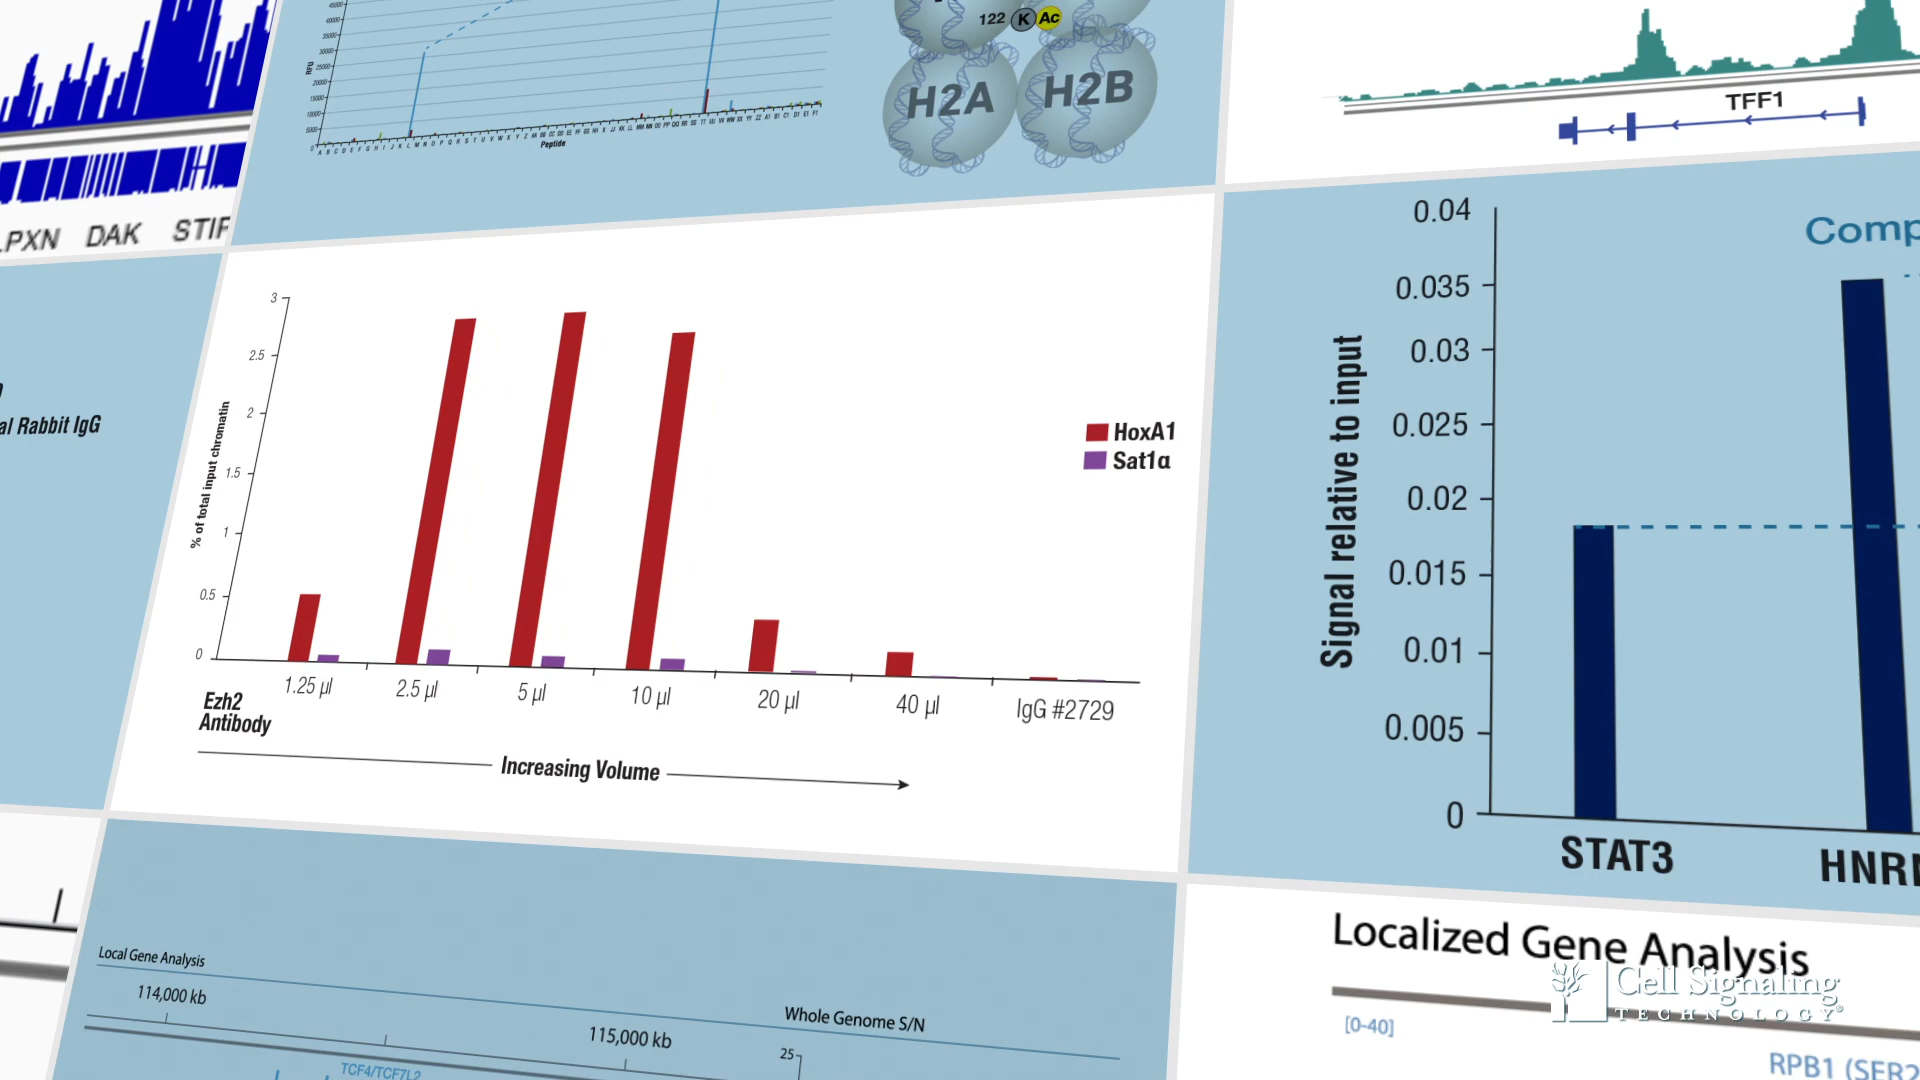 PXN DAK STIF
al Rabbit IgG
RFU
Peptide
122 K Ac
H2A H2B
TFF1
3
2.5
2
1.5
1
0.5
0
% of total input chromatin
HoxA1
Sat1α
1.25 µl 2.5 µl 5 µl 10 µl 20 µl 40 µl IgG #2729
Ezh2
Antibody
Increasing Volume
Comp
0.04
0.035
0.03
0.025
0.02
0.015
0.01
0.005
0
Signal relative to input
STAT3 HNR
Local Gene Analysis
114,000 kb
115,000 kb
TCF4/TCF7L2
Whole Genome S/N
25
Localized Gene Analysis
[0-40]
RPB1 (SER2
Cell Signaling
TECHNOLOGY®